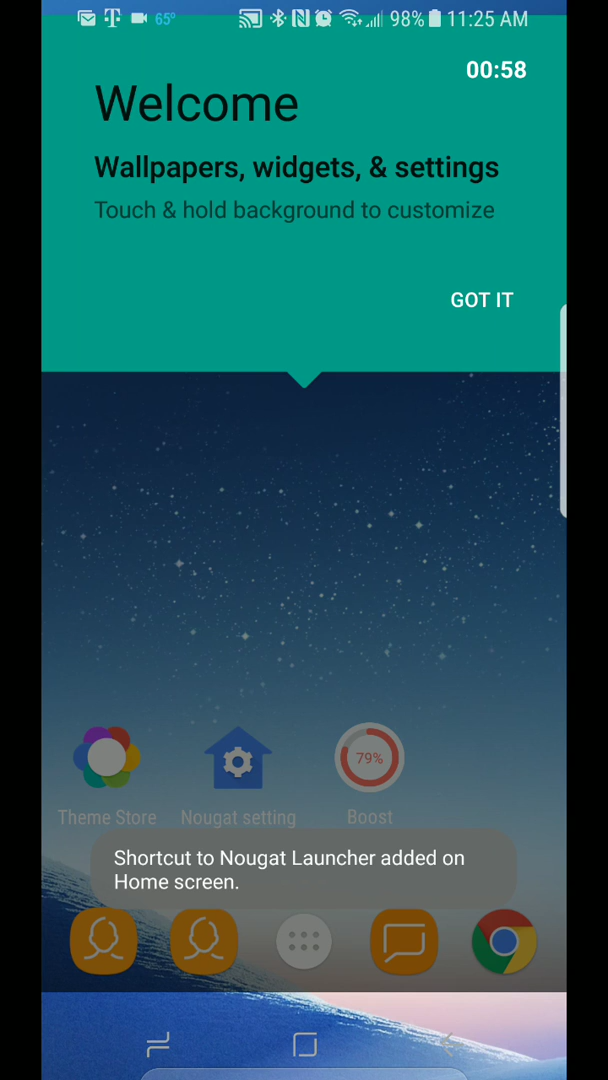 65° 98% 11:25 AM
00:58
Welcome
Wallpapers, widgets, & settings
Touch & hold background to customize
GOT IT
79%
Theme Store Nougat setting Boost
Shortcut to Nougat Launcher added on
Home screen.